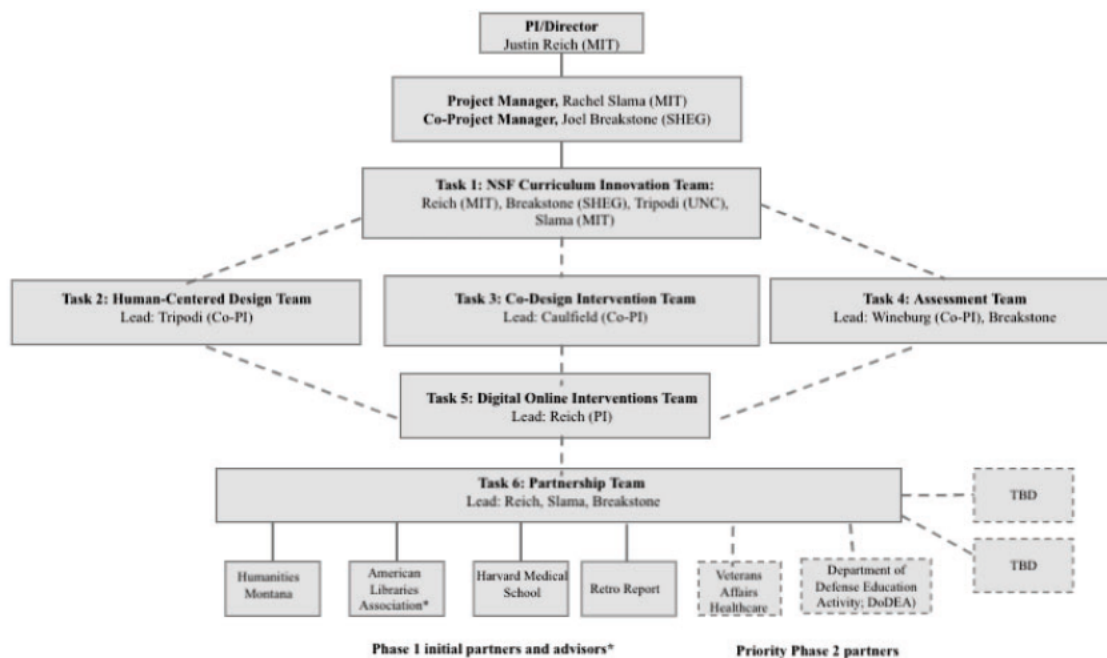 PI/Director
Justin Reich (MIT)
Project Manager, Rachel Slama (MIT)
Co-Project Manager, Joel Breakstone (SHEG)
Task 1: NSF Curriculum Innovation Team:
Reich (MIT), Breakstone (SHEG), Tripodi (UNC),
Slama (MIT)
Task 2: Human-Centered Design Team
Lead: Tripodi (Co-PI)
Task 3: Co-Design Intervention Team
Lead: Caulfield (Co-PI)
Task 4: Assessment Team
Lead: Wineburg (Co-PI), Breakstone
Task 5: Digital Online Interventions Team
Lead: Reich (PI)
Task 6: Partnership Team
Lead: Reich, Slama, Breakstone
TBD
TBD
Humanities
Montana
American
Libraries
Association*
Harvard Medical
School
Retro Report
Veterans
Affairs
Healthcare
Department of
Defense Education
Activity; DoDEA)
Phase 1 initial partners and advisors*
Priority Phase 2 partners